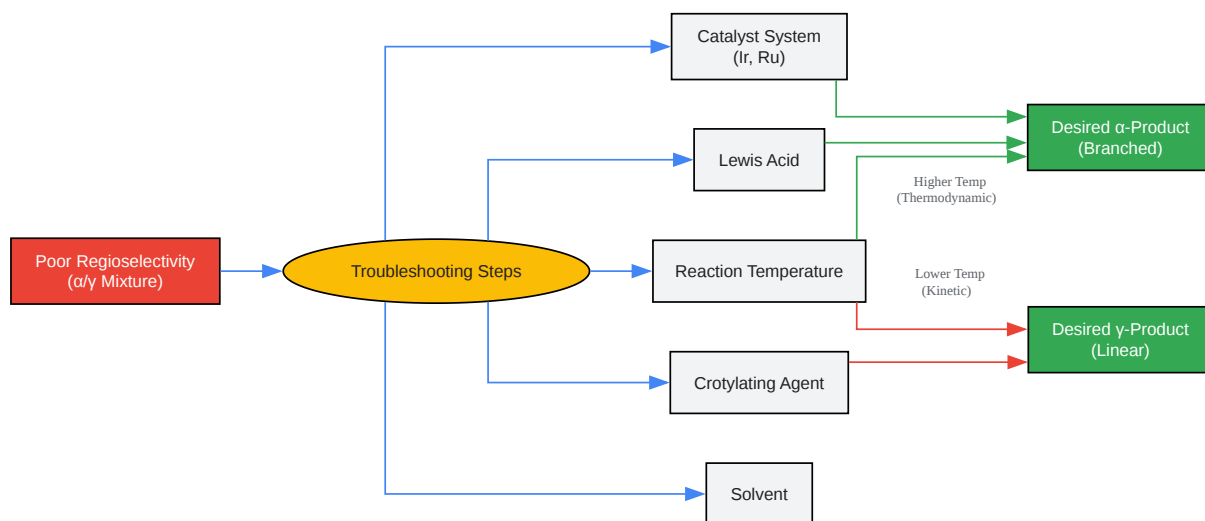 Poor Regioselectivity
(α/γ Mixture)
Troubleshooting Steps
Catalyst System
(Ir, Ru)
Lewis Acid
Reaction Temperature
Crotylating Agent
Solvent
Higher Temp
(Thermodynamic)
Lower Temp
(Kinetic)
Desired α-Product
(Branched)
Desired γ-Product
(Linear)